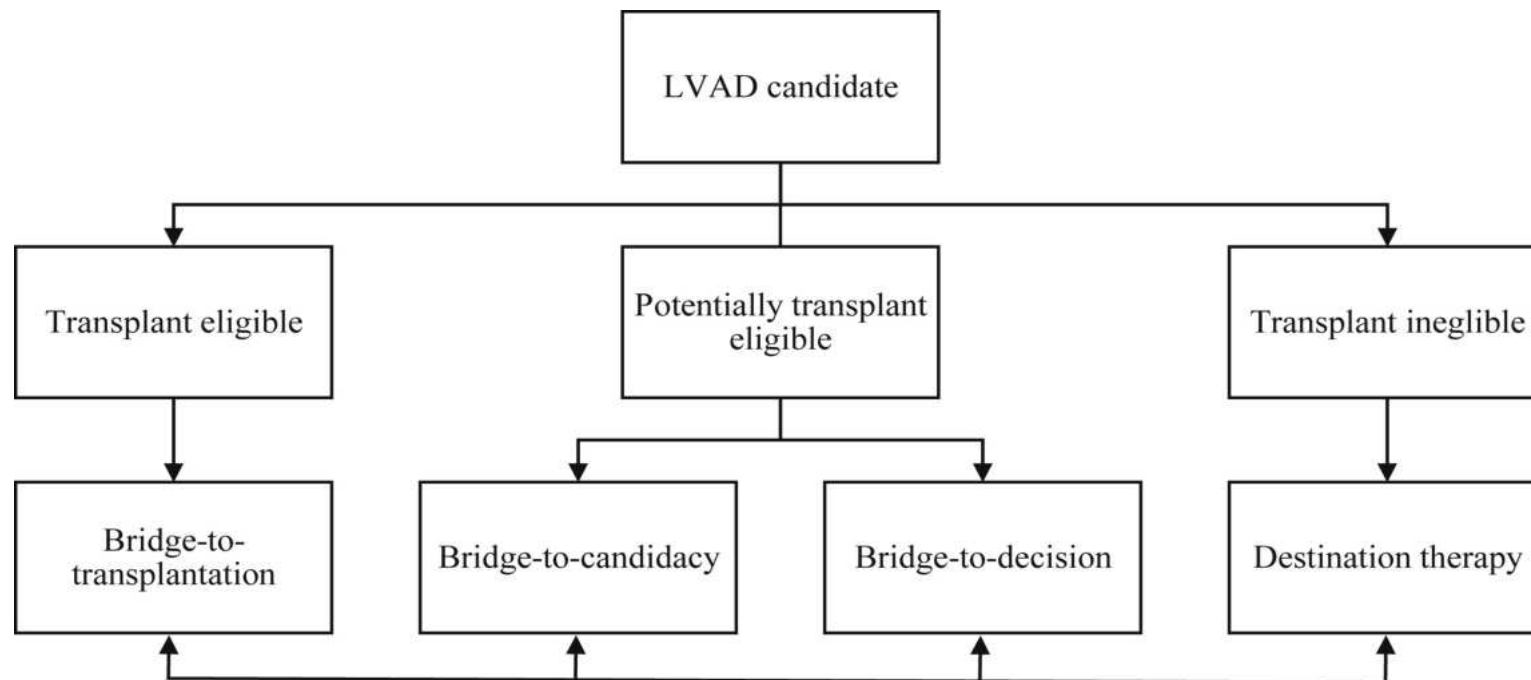 LVAD candidate
Transplant eligible
Potentially transplant
eligible
Transplant ineglible
Bridge-to-
transplantation
Bridge-to-candidacy
Bridge-to-decision
Destination therapy